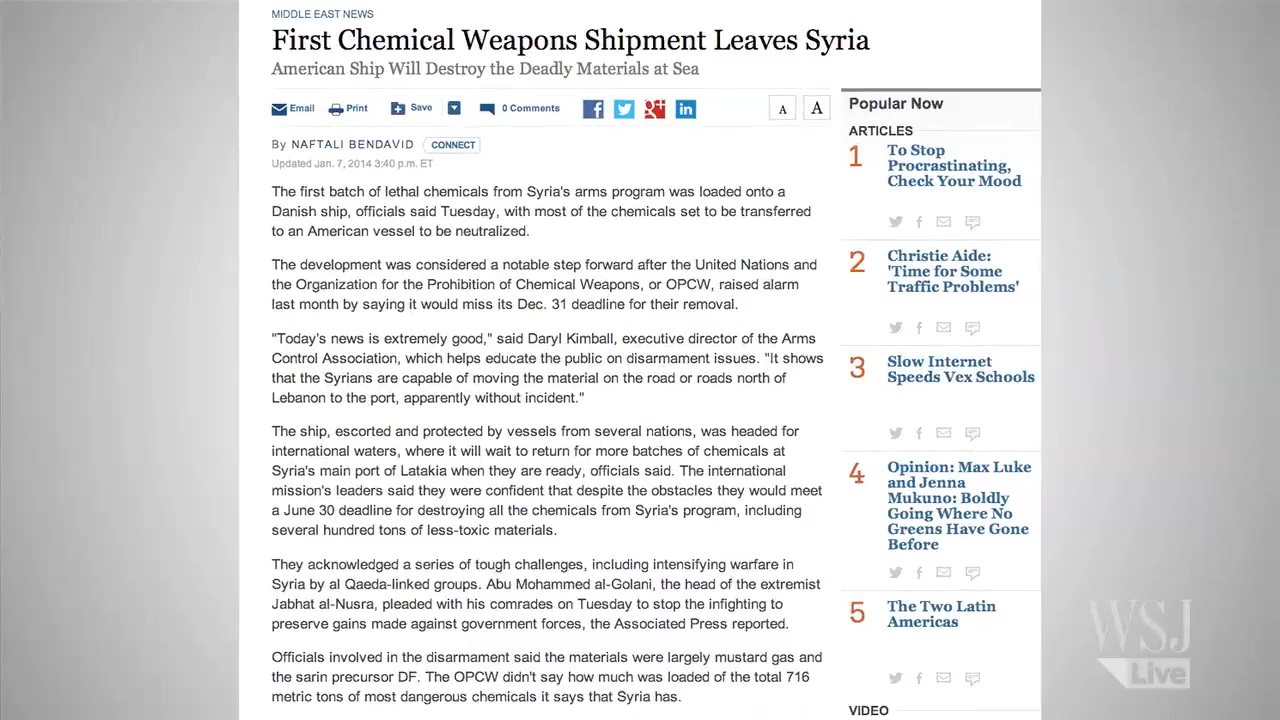 MIDDLE EAST NEWS
First Chemical Weapons Shipment Leaves Syria
American Ship Will Destroy the Deadly Materials at Sea
Email Print Save 0 Comments A A
By NAFTALI BENDAVID CONNECT
Updated Jan. 7, 2014 3:40 p.m. ET
The first batch of lethal chemicals from Syria's arms program was loaded onto a
Danish ship, officials said Tuesday, with most of the chemicals set to be transferred
to an American vessel to be neutralized.
The development was considered a notable step forward after the United Nations and
the Organization for the Prohibition of Chemical Weapons, or OPCW, raised alarm
last month by saying it would miss its Dec. 31 deadline for their removal.
"Today's news is extremely good," said Daryl Kimball, executive director of the Arms
Control Association, which helps educate the public on disarmament issues. "It shows
that the Syrians are capable of moving the material on the road or roads north of
Lebanon to the port, apparently without incident."
The ship, escorted and protected by vessels from several nations, was headed for
international waters, where it will wait to return for more batches of chemicals at
Syria's main port of Latakia when they are ready, officials said. The international
mission's leaders said they were confident that despite the obstacles they would meet
a June 30 deadline for destroying all the chemicals from Syria's program, including
several hundred tons of less-toxic materials.
They acknowledged a series of tough challenges, including intensifying warfare in
Syria by al Qaeda-linked groups. Abu Mohammed al-Golani, the head of the extremist
Jabhat al-Nusra, pleaded with his comrades on Tuesday to stop the infighting to
preserve gains made against government forces, the Associated Press reported.
Officials involved in the disarmament said the materials were largely mustard gas and
the sarin precursor DF. The OPCW didn't say how much was loaded of the total 716
metric tons of most dangerous chemicals it says that Syria has.
Popular Now
ARTICLES
1 To Stop
Procrastinating,
Check Your Mood
2 Christie Aide:
'Time for Some
Traffic Problems'
3 Slow Internet
Speeds Vex Schools
4 Opinion: Max Luke
and Jenna
Mukuno: Boldly
Going Where No
Greens Have Gone
Before
5 The Two Latin
Americas
VIDEO
WSJ
Live